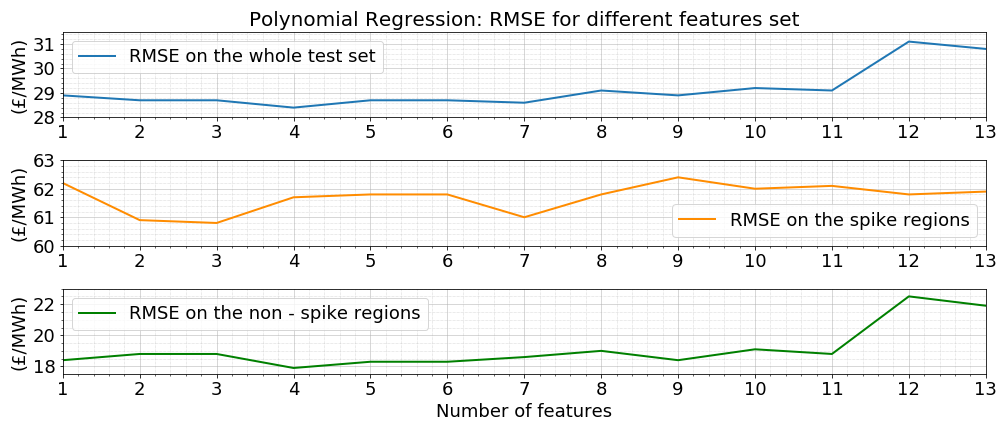 Polynomial Regression: RMSE for different features set
(£/MWh)
31
30
29
28
RMSE on the whole test set
1 2 3 4 5 6 7 8 9 10 11 12 13
(£/MWh)
63
62
61
60
RMSE on the spike regions
1 2 3 4 5 6 7 8 9 10 11 12 13
(£/MWh)
22
20
18
RMSE on the non - spike regions
1 2 3 4 5 6 7 8 9 10 11 12 13
Number of features